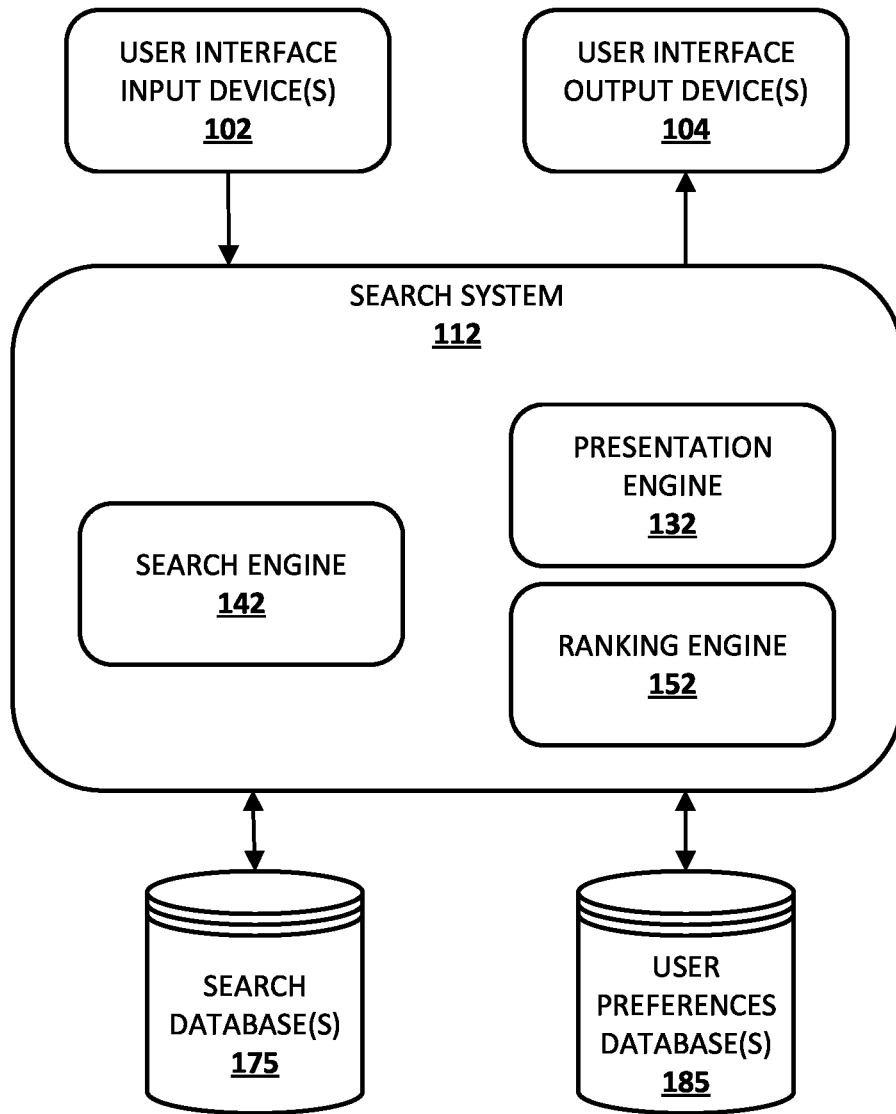 USER INTERFACE
INPUT DEVICE(S)
102
USER INTERFACE
OUTPUT DEVICE(S)
104
SEARCH SYSTEM
112
PRESENTATION
ENGINE
132
SEARCH ENGINE
142
RANKING ENGINE
152
SEARCH
DATABASE(S)
175
USER
PREFERENCES
DATABASE(S)
185